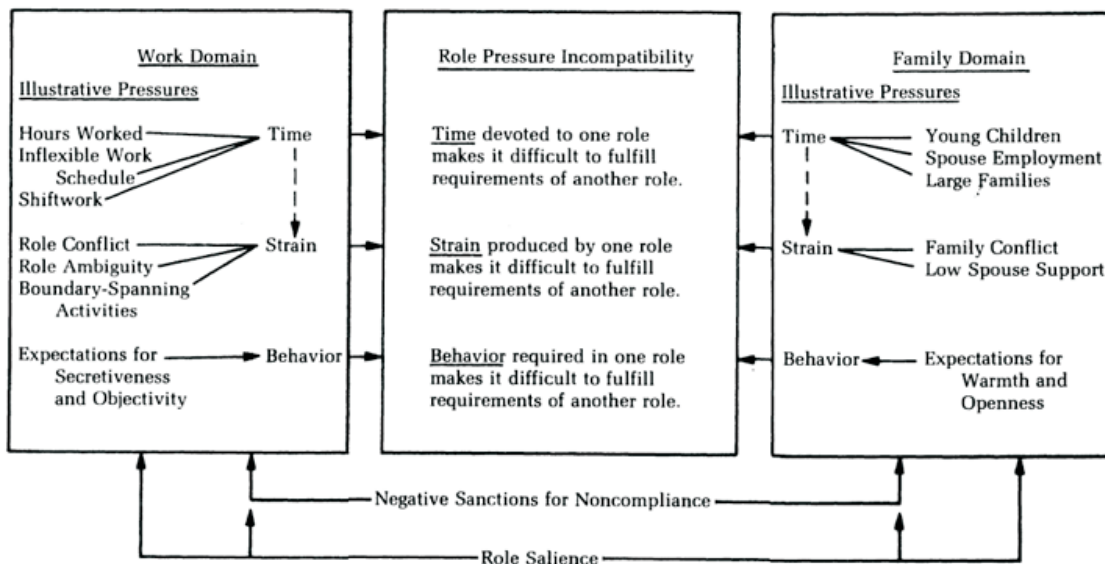 Work Domain
Illustrative Pressures
Hours Worked
Inflexible Work
Schedule
Shiftwork
Time
Role Conflict
Role Ambiguity
Boundary-Spanning
Activities
Strain
Expectations for
Secretiveness
and Objectivity
Behavior
Role Pressure Incompatibility
Time devoted to one role
makes it difficult to fulfill
requirements of another role.
Strain produced by one role
makes it difficult to fulfill
requirements of another role.
Behavior required in one role
makes it difficult to fulfill
requirements of another role.
Family Domain
Illustrative Pressures
Time
Young Children
Spouse Employment
Large Families
Strain
Family Conflict
Low Spouse Support
Behavior
Expectations for
Warmth and
Openness
Negative Sanctions for Noncompliance
Role Salience